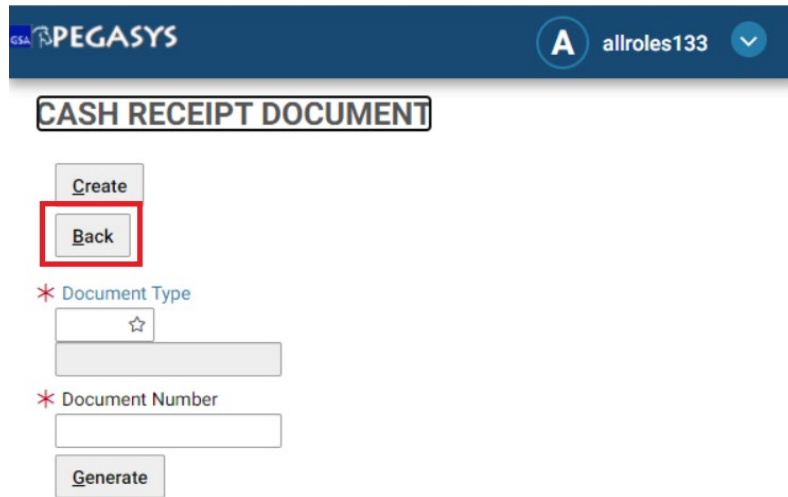 GSA PEGASYS
A allroles133
CASH RECEIPT DOCUMENT
Create
Back
* Document Type
* Document Number
Generate